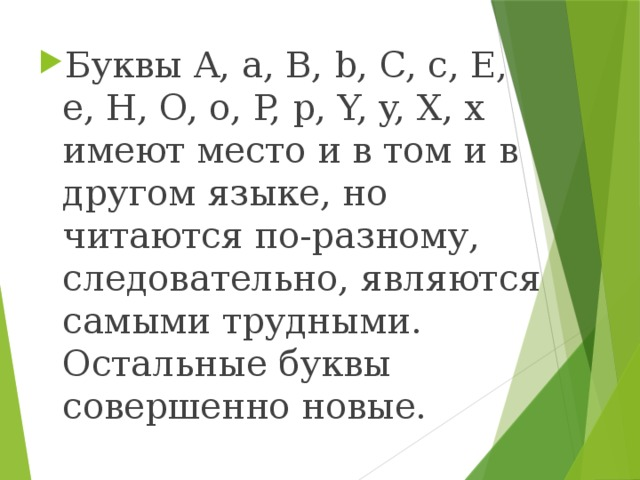 Буквы A, a, B, b, C, c, E,
e, H, O, o, P, p, Y, y, X, x
имеют место и в том и в
другом языке, но
читаются по-разному,
следовательно, являются
самыми трудными.
Остальные буквы
совершенно новые.